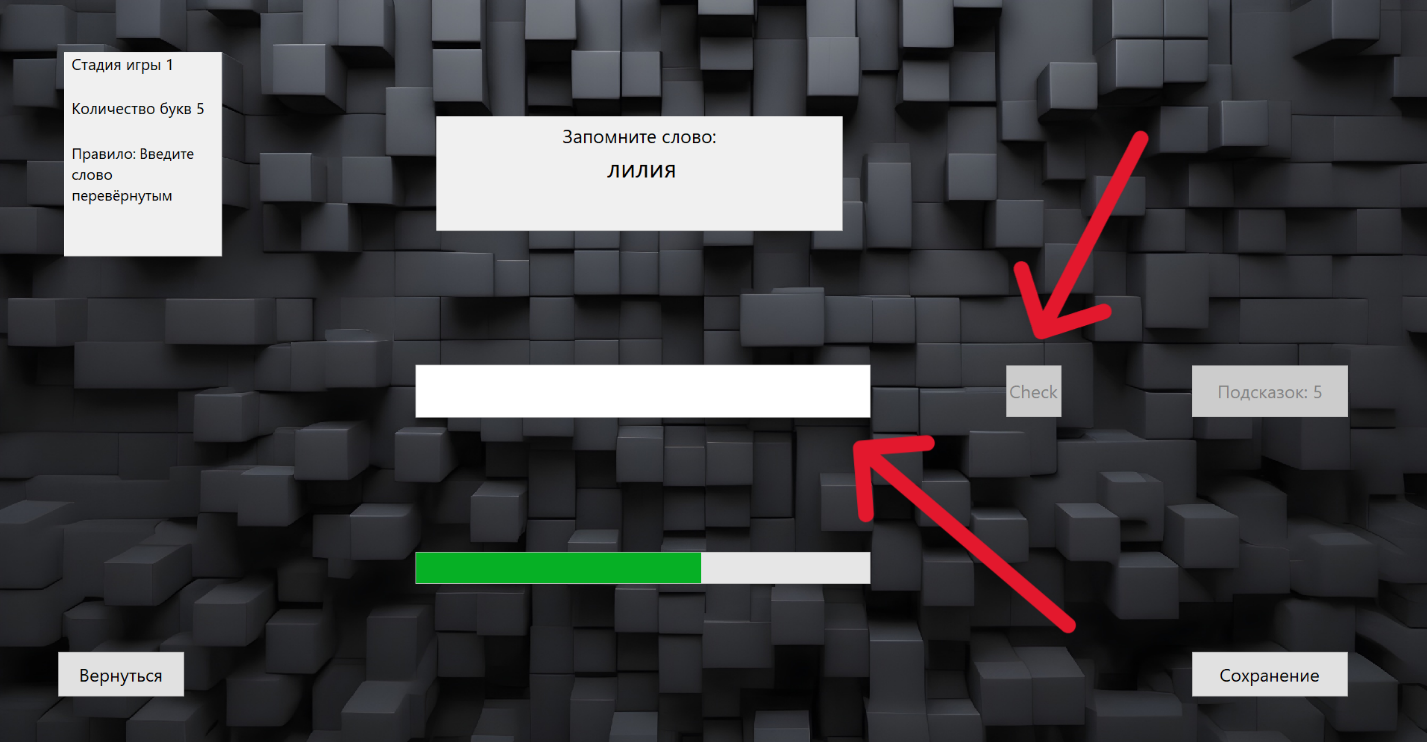 Стадия игры 1
Количество букв 5
Правило: Введите
слово
перевёрнутым
Запомните слово:
ЛИЛИЯ
Check
Подсказок: 5
Вернуться
Сохранение